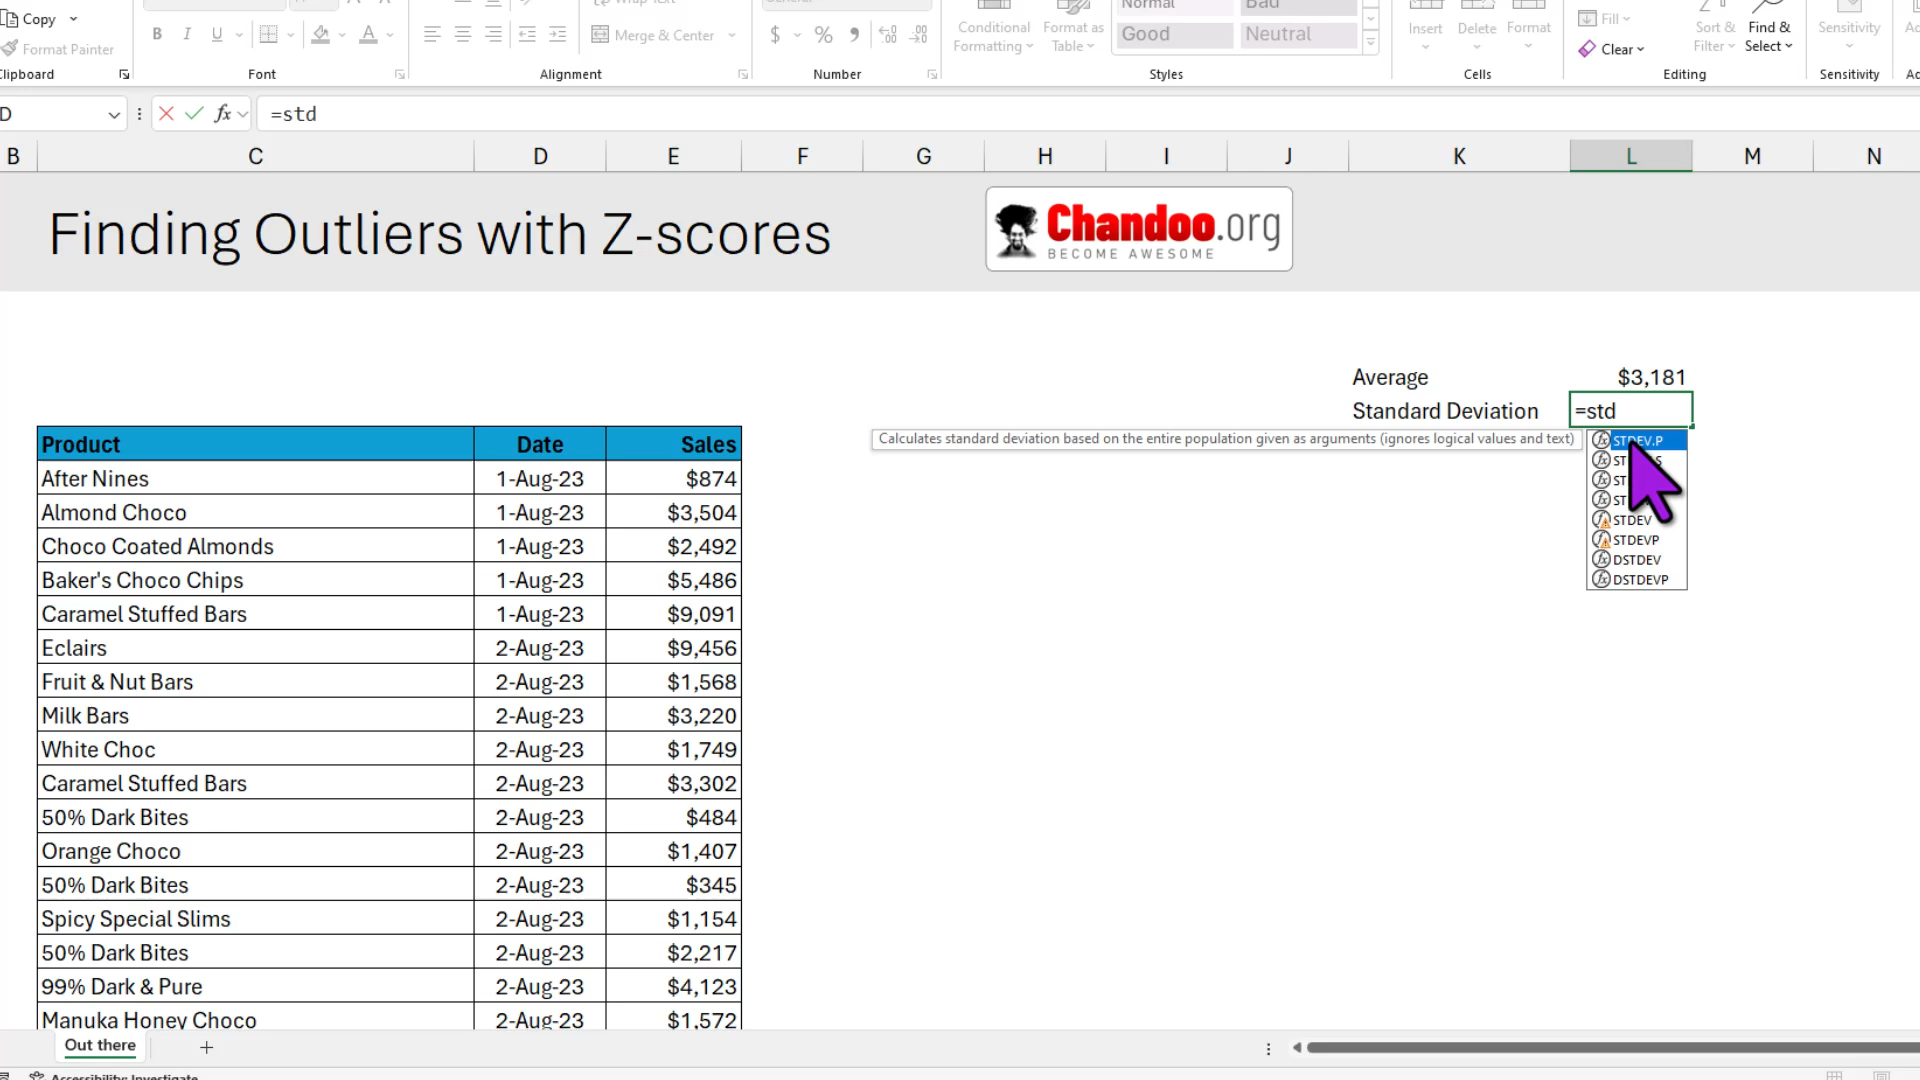 Copy
Wrap Text
General
Normal
Bad
Format Painter
B I U
Merge & Center
$ % 9
Conditional Formatting
Format as Table
Good
Neutral
Insert
Delete
Format
Fill
Clear
Sort & Filter
Find & Select
Sensitivity
Clipboard
Font
Alignment
Number
Styles
Cells
Editing
Sensitivity
D
fx
=std
B C D E F G H I J K L M N
Finding Outliers with Z-scores
Chandoo.org
BECOME AWESOME
Average $3,181
Standard Deviation =std
Calculates standard deviation based on the entire population given as arguments (ignores logical values and text)
STDEV.P
STDEV
STDEVP
DSTDEV
DSTDEVP
Product Date Sales
After Nines 1-Aug-23 $874
Almond Choco 1-Aug-23 $3,504
Choco Coated Almonds 1-Aug-23 $2,492
Baker's Choco Chips 1-Aug-23 $5,486
Caramel Stuffed Bars 1-Aug-23 $9,091
Eclairs 2-Aug-23 $9,456
Fruit & Nut Bars 2-Aug-23 $1,568
Milk Bars 2-Aug-23 $3,220
White Choc 2-Aug-23 $1,749
Caramel Stuffed Bars 2-Aug-23 $3,302
50% Dark Bites 2-Aug-23 $484
Orange Choco 2-Aug-23 $1,407
50% Dark Bites 2-Aug-23 $345
Spicy Special Slims 2-Aug-23 $1,154
50% Dark Bites 2-Aug-23 $2,217
99% Dark & Pure 2-Aug-23 $4,123
Manuka Honey Choco 2-Aug-23 $1,572
Out there
Accessibility: Investigate